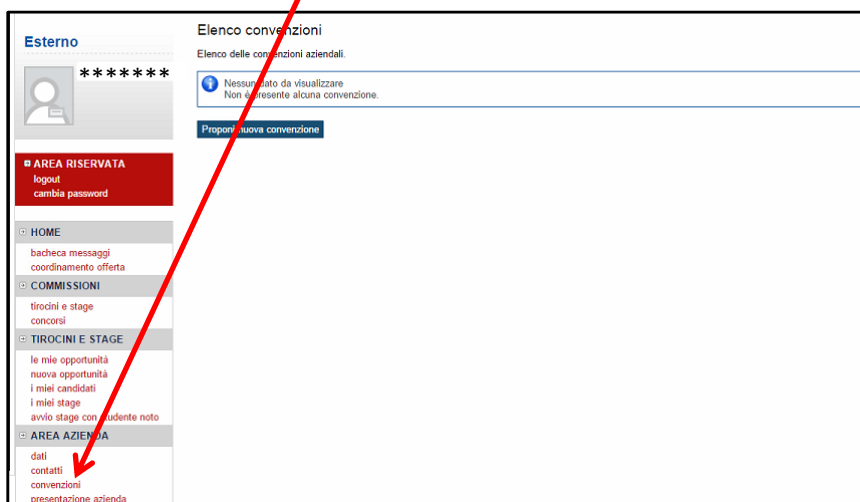 Esterno
*******
AREA RISERVATA
logout
cambia password
HOME
bacheca messaggi
coordinamento offerta
COMMISSIONI
tirocini e stage
concorsi
TIROCINI E STAGE
le mie opportunità
nuova opportunità
i miei candidati
i miei stage
avvio stage con studente noto
AREA AZIENDA
dati
contatti
convenzioni
presentazione azienda
Elenco convenzioni
Elenco delle convenzioni aziendali.
Nessun dato da visualizzare
Non è presente alcuna convenzione.
Proponi nuova convenzione